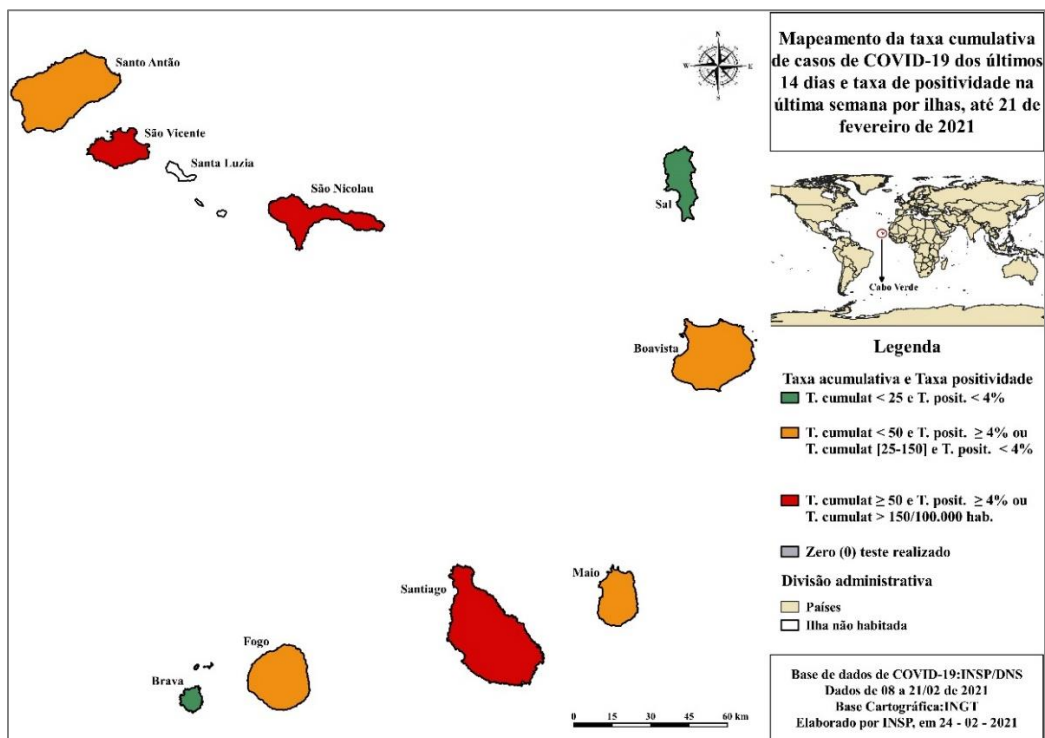 Mapeamento da taxa cumulativa
de casos de COVID-19 dos últimos
14 dias e taxa de positividade na
última semana por ilhas, até 21 de
fevereiro de 2021
N
W
E
S
Santo Antão
São Vicente
Santa Luzia
São Nicolau
Sal
Boavista
Maio
Santiago
Fogo
Brava
Cabo Verde
Legenda
Taxa acumulativa e Taxa positividade
T. cumulat < 25 e T. posit. < 4%
T. cumulat < 50 e T. posit. ≥ 4% ou
T. cumulat [25-150] e T. posit. < 4%
T. cumulat ≥ 50 e T. posit. ≥ 4% ou
T. cumulat > 150/100.000 hab.
Zero (0) teste realizado
Divisão administrativa
Países
Ilha não habitada
0 15 30 45 60 km
Base de dados de COVID-19:INSP/DNS
Dados de 08 a 21/02 de 2021
Base Cartográfica:INGT
Elaborado por INSP, em 24 - 02 - 2021